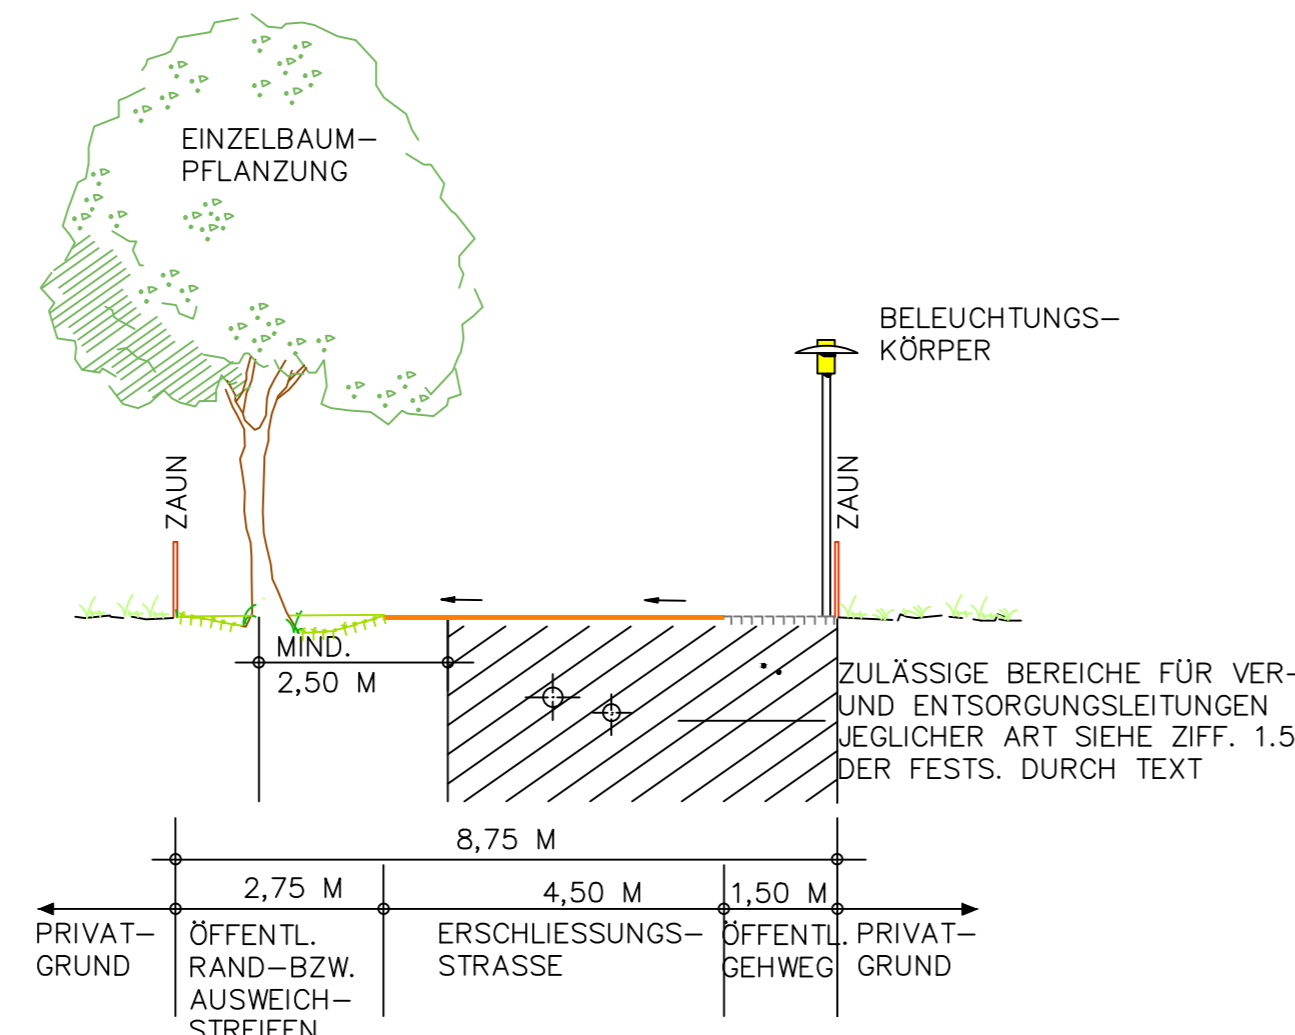 EINZELBAUM–
PFLANZUNG
BELEUCHTUNGS–
KÖRPER
ZAUN
ZAUN
MIND.
2,50 M
ZULÄSSIGE BEREICHE FÜR VER–
UND ENTSORGUNGSLEITUNGEN
JEGLICHER ART SIEHE ZIFF. 1.5
DER FESTS. DURCH TEXT
8,75 M
2,75 M
4,50 M
1,50 M
PRIVAT–
GRUND
ÖFFENTL.
RAND–BZW.
AUSWEICH–
STREIFEN
ERSCHLIESSUNGS–
STRASSE
ÖFFENTL.
GEHWEG
PRIVAT–
GRUND